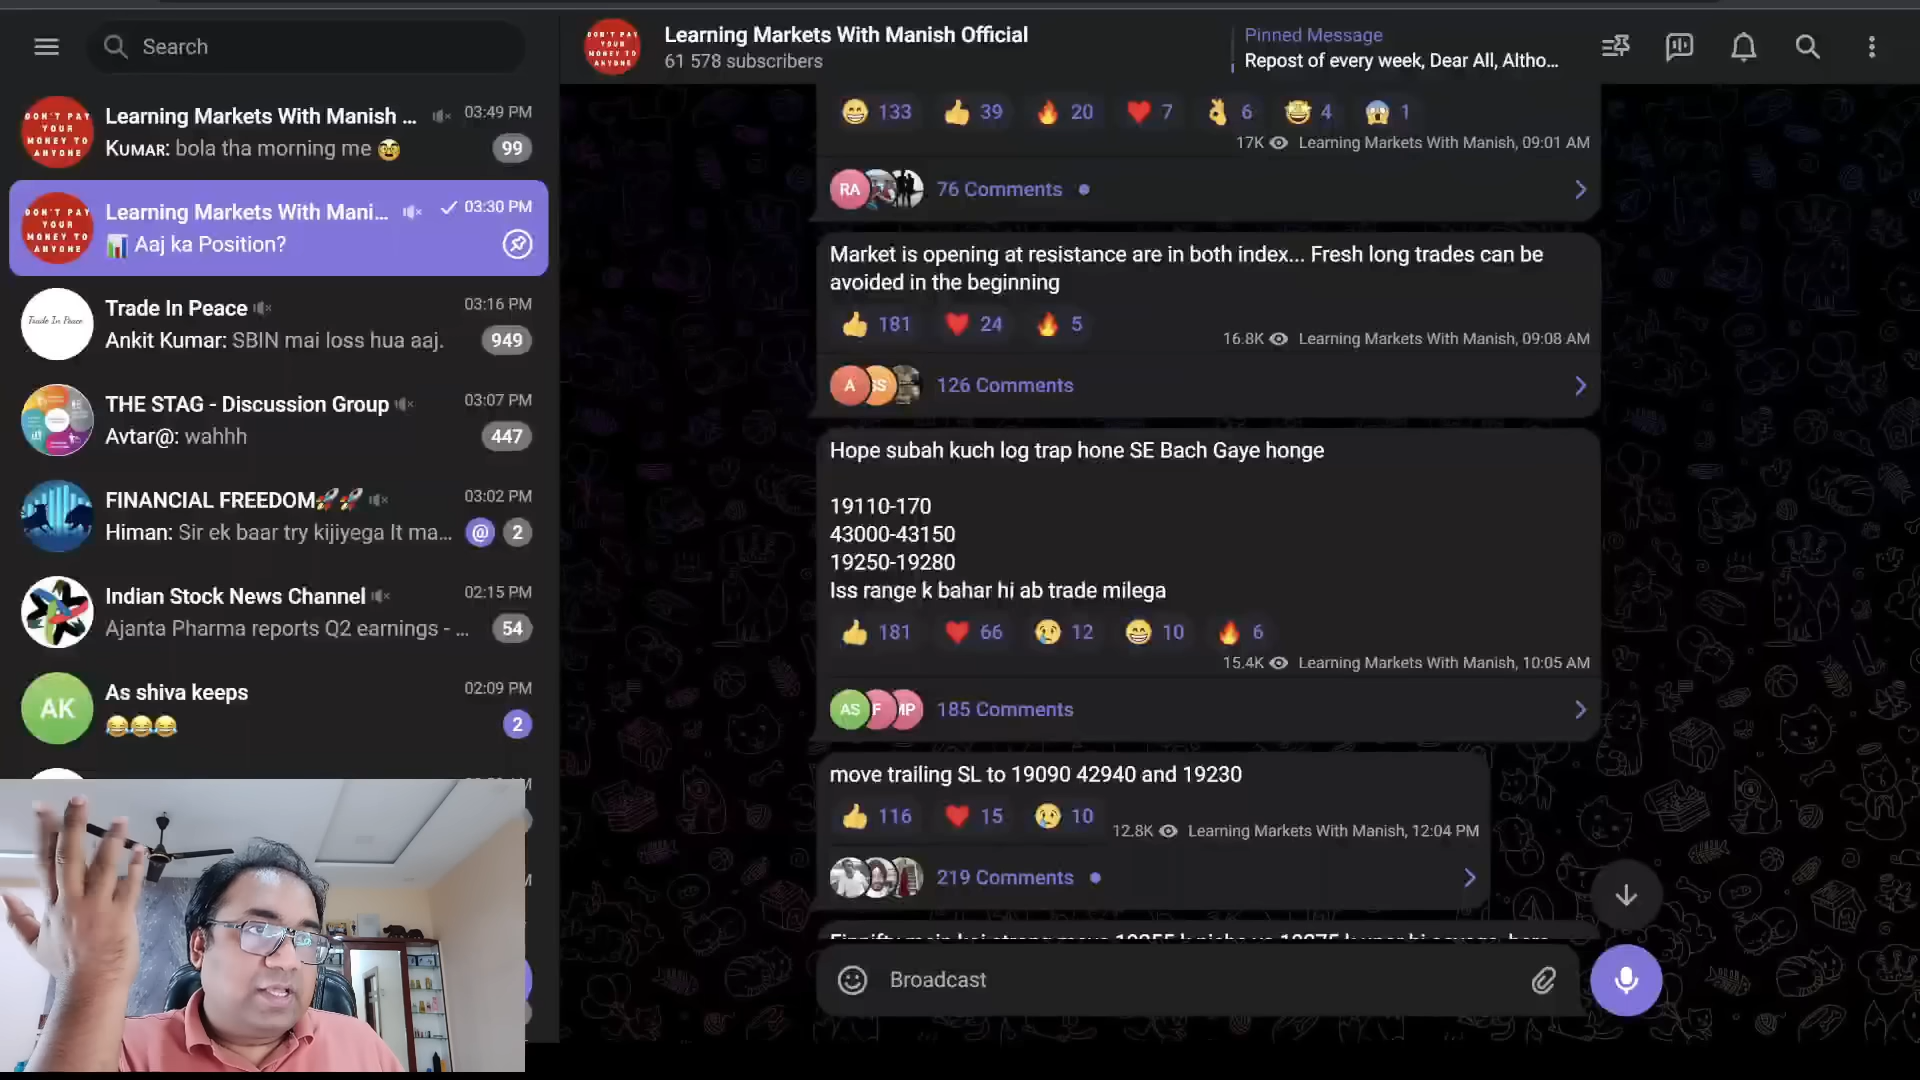 Search
Learning Markets With Manish ...
03:49 PM
KUMAR: bola tha morning me
99
Learning Markets With Mani...
03:30 PM
Aaj ka Position?
Trade In Peace
03:16 PM
Ankit Kumar: SBIN mai loss hua aaj.
949
THE STAG - Discussion Group
03:07 PM
Avtar@: wahhh
447
FINANCIAL FREEDOM
03:02 PM
Himan: Sir ek baar try kijiyega It ma...
@ 2
Indian Stock News Channel
02:15 PM
Ajanta Pharma reports Q2 earnings - ...
54
AK
As shiva keeps
02:09 PM
2
DON'T PAY
YOUR
MONEY TO
ANYONE
Learning Markets With Manish Official
61 578 subscribers
Pinned Message
Repost of every week, Dear All, Altho...
133 39 20 7 6 4 1
17K Learning Markets With Manish, 09:01 AM
RA
76 Comments
Market is opening at resistance are in both index... Fresh long trades can be
avoided in the beginning
181 24 5
16.8K Learning Markets With Manish, 09:08 AM
A SS
126 Comments
Hope subah kuch log trap hone SE Bach Gaye honge
19110-170
43000-43150
19250-19280
Iss range k bahar hi ab trade milega
181 66 12 10 6
15.4K Learning Markets With Manish, 10:05 AM
AS F MP
185 Comments
move trailing SL to 19090 42940 and 19230
116 15 10
12.8K Learning Markets With Manish, 12:04 PM
219 Comments
Broadcast